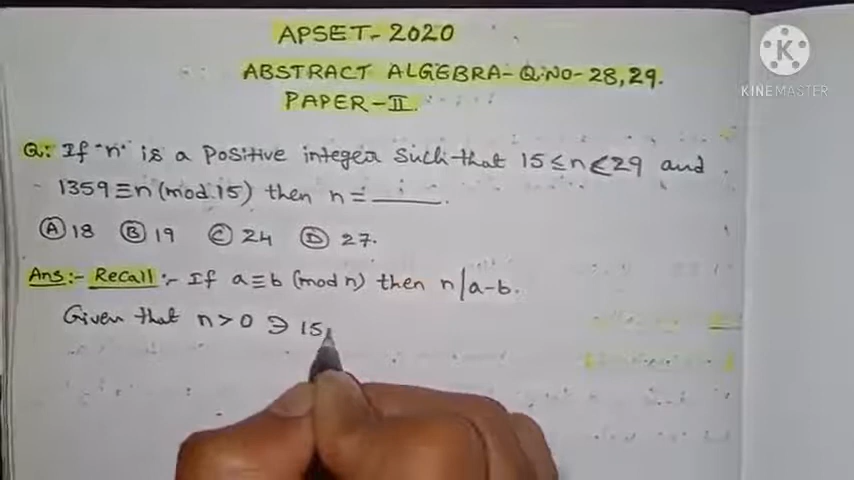 APSET-2020
ABSTRACT ALGEBRA-Q.NO-28,29.
PAPER-II.
K
KINEMASTER
Q: If "n" is a positive integer such that 15≤n<29 and
1359≡n(mod 15) then n=______.
Ⓐ 18 Ⓑ 19 Ⓒ 24 Ⓓ 27.
Ans:- Recall:- If a≡b (mod n) then n/a-b.
Given that n>0 ∋ 15